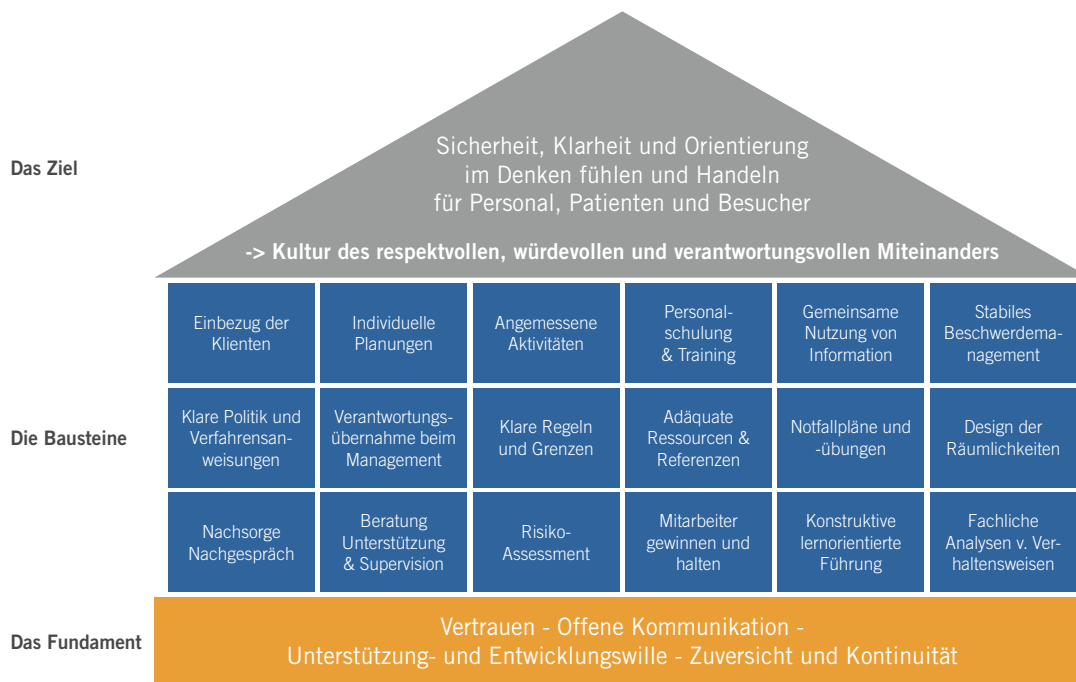 Das Ziel
Sicherheit, Klarheit und Orientierung
im Denken fühlen und Handeln
für Personal, Patienten und Besucher
-> Kultur des respektvollen, würdevollen und verantwortungsvollen Miteinanders
Die Bausteine
Einbezug der
Klienten
Individuelle
Planungen
Angemessene
Aktivitäten
Personal-
schulung
& Training
Gemeinsame
Nutzung von
Information
Stabiles
Beschwerdema-
nagement
Klare Politik und
Verfahrensan-
weisungen
Verantwortungs-
übernahme beim
Management
Klare Regeln
und Grenzen
Adäquate
Ressourcen &
Referenzen
Notfallpläne und
-übungen
Design der
Räumlichkeiten
Nachsorge
Nachgespräch
Beratung
Unterstützung
& Supervision
Risiko-
Assessment
Mitarbeiter
gewinnen und
halten
Konstruktive
lernorientierte
Führung
Fachliche
Analysen v. Ver-
haltensweisen
Das Fundament
Vertrauen - Offene Kommunikation -
Unterstützung- und Entwicklungswille - Zuversicht und Kontinuität